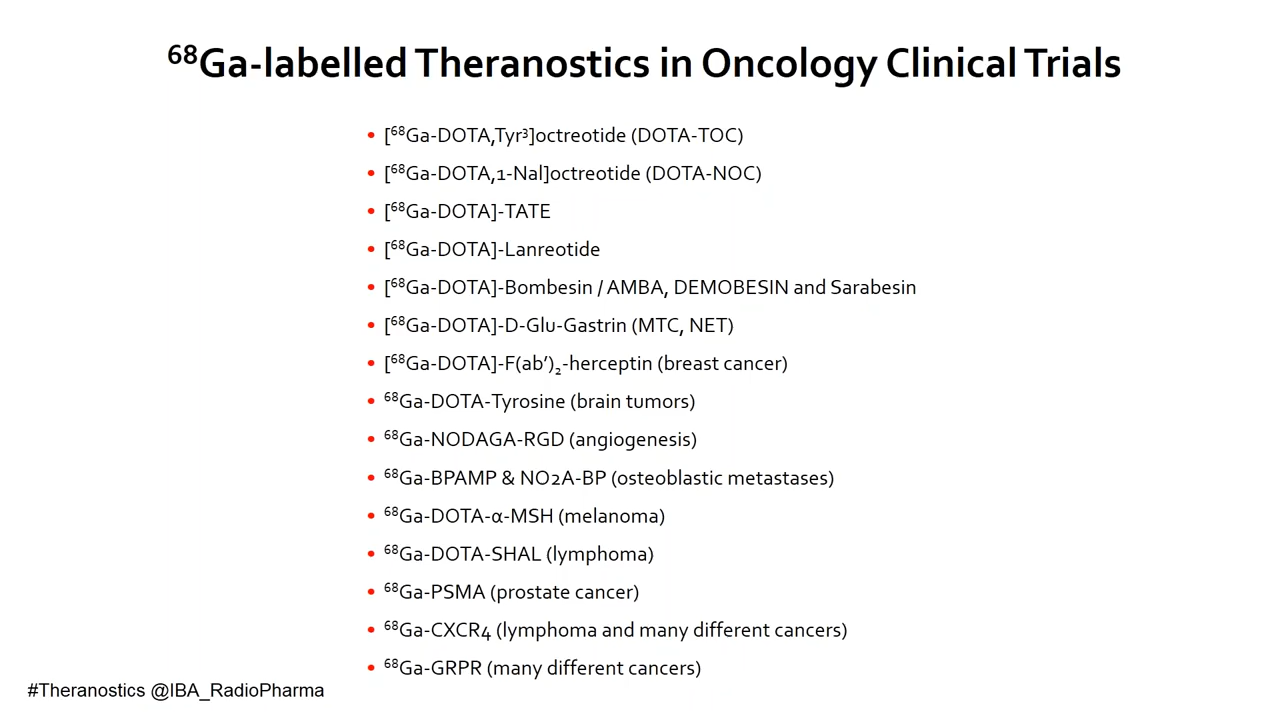 ⁶⁸Ga-labelled Theranostics in Oncology Clinical Trials
• [⁶⁸Ga-DOTA,Tyr³]octreotide (DOTA-TOC)
• [⁶⁸Ga-DOTA,1-Nal]octreotide (DOTA-NOC)
• [⁶⁸Ga-DOTA]-TATE
• [⁶⁸Ga-DOTA]-Lanreotide
• [⁶⁸Ga-DOTA]-Bombesin / AMBA, DEMOBESIN and Sarabesin
• [⁶⁸Ga-DOTA]-D-Glu-Gastrin (MTC, NET)
• [⁶⁸Ga-DOTA]-F(ab’)₂-herceptin (breast cancer)
• ⁶⁸Ga-DOTA-Tyrosine (brain tumors)
• ⁶⁸Ga-NODAGA-RGD (angiogenesis)
• ⁶⁸Ga-BPAMP & NO2A-BP (osteoblastic metastases)
• ⁶⁸Ga-DOTA-α-MSH (melanoma)
• ⁶⁸Ga-DOTA-SHAL (lymphoma)
• ⁶⁸Ga-PSMA (prostate cancer)
• ⁶⁸Ga-CXCR4 (lymphoma and many different cancers)
• ⁶⁸Ga-GRPR (many different cancers)
#Theranostics @IBA_RadioPharma